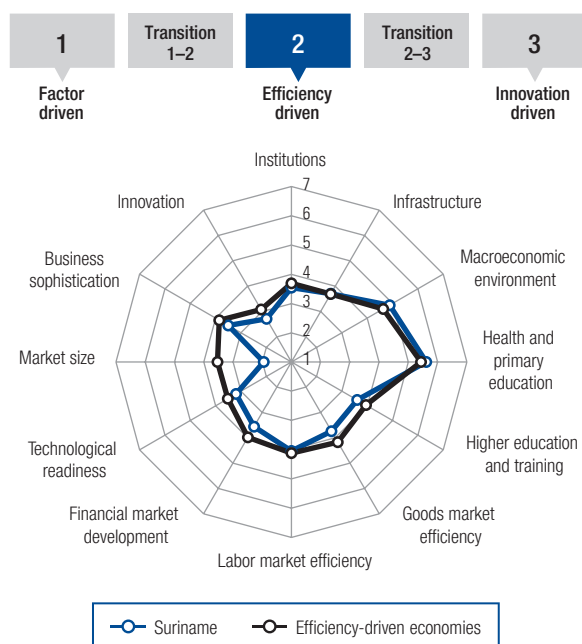 1
Transition
1–2
2
Transition
2–3
3
Factor
driven
Efficiency
driven
Innovation
driven
Institutions
Infrastructure
Macroeconomic
environment
Health and
primary
education
Higher education
and training
Goods market
efficiency
Labor market efficiency
Financial market
development
Technological
readiness
Market size
Business
sophistication
Innovation
7
6
5
4
3
2
1
Suriname
Efficiency-driven economies